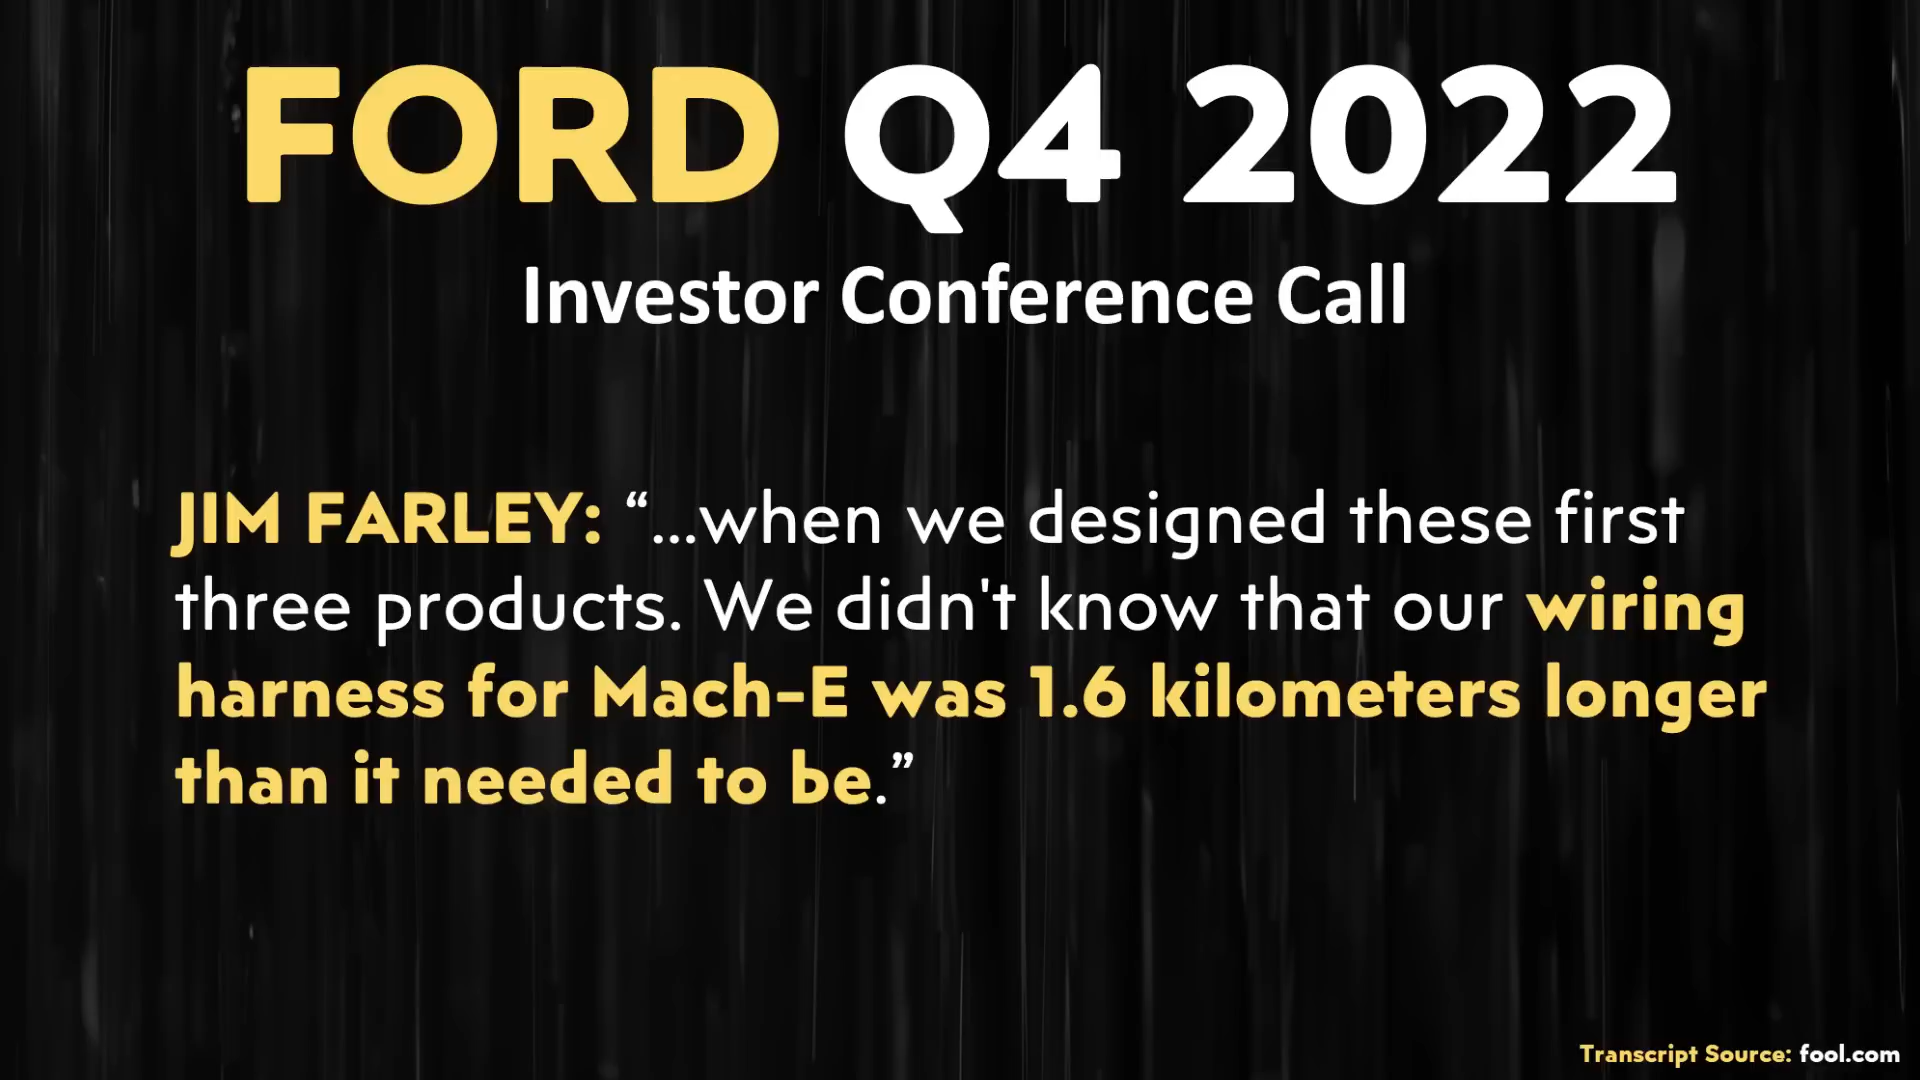 FORD Q4 2022
Investor Conference Call
JIM FARLEY: “...when we designed these first
three products. We didn't know that our wiring
harness for Mach-E was 1.6 kilometers longer
than it needed to be.”
Transcript Source: fool.com